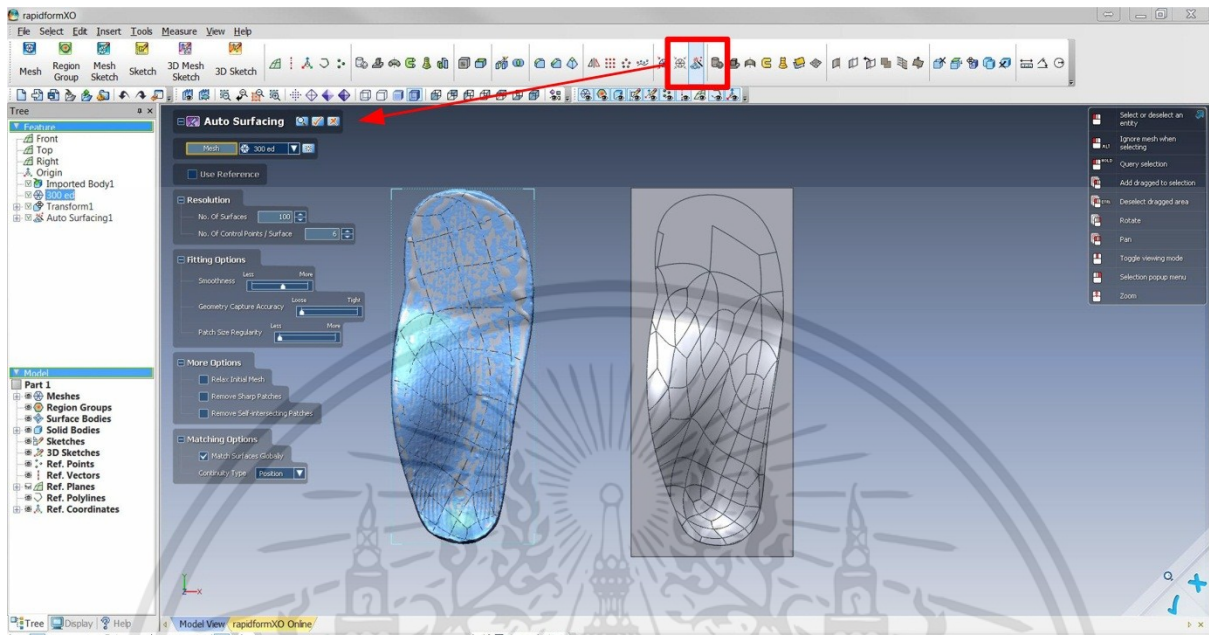 rapidformXO
File Select Edit Insert Tools Measure View Help
Mesh Region Group Mesh Sketch Sketch 3D Mesh Sketch 3D Sketch
Tree
Feature
Front
Top
Right
Origin
Imported Body1
300 ed
Transform1
Auto Surfacing1
Model
Part 1
Meshes
Region Groups
Surface Bodies
Solid Bodies
Sketches
3D Sketches
Ref. Points
Ref. Vectors
Ref. Planes
Ref. Polylines
Ref. Coordinates
Tree Display Help
Auto Surfacing
Mesh 300 ed
Use Reference
Resolution
No. Of Surfaces 100
No. Of Control Points / Surface 6
Fitting Options
Less More
Smoothness
Loose Tight
Geometry Capture Accuracy
Less More
Patch Size Regularity
More Options
Relax Initial Mesh
Remove Sharp Patches
Remove Self-intersecting Patches
Matching Options
Match Surfaces Globally
Continuity Type Position
Z X
Model View rapidformXO Online
Select or deselect an entity
ALT Ignore mesh when selecting
HOLD Query selection
Add dragged to selection
Deselect dragged area
Rotate
Pan
Toggle viewing mode
Selection popup menu
Zoom